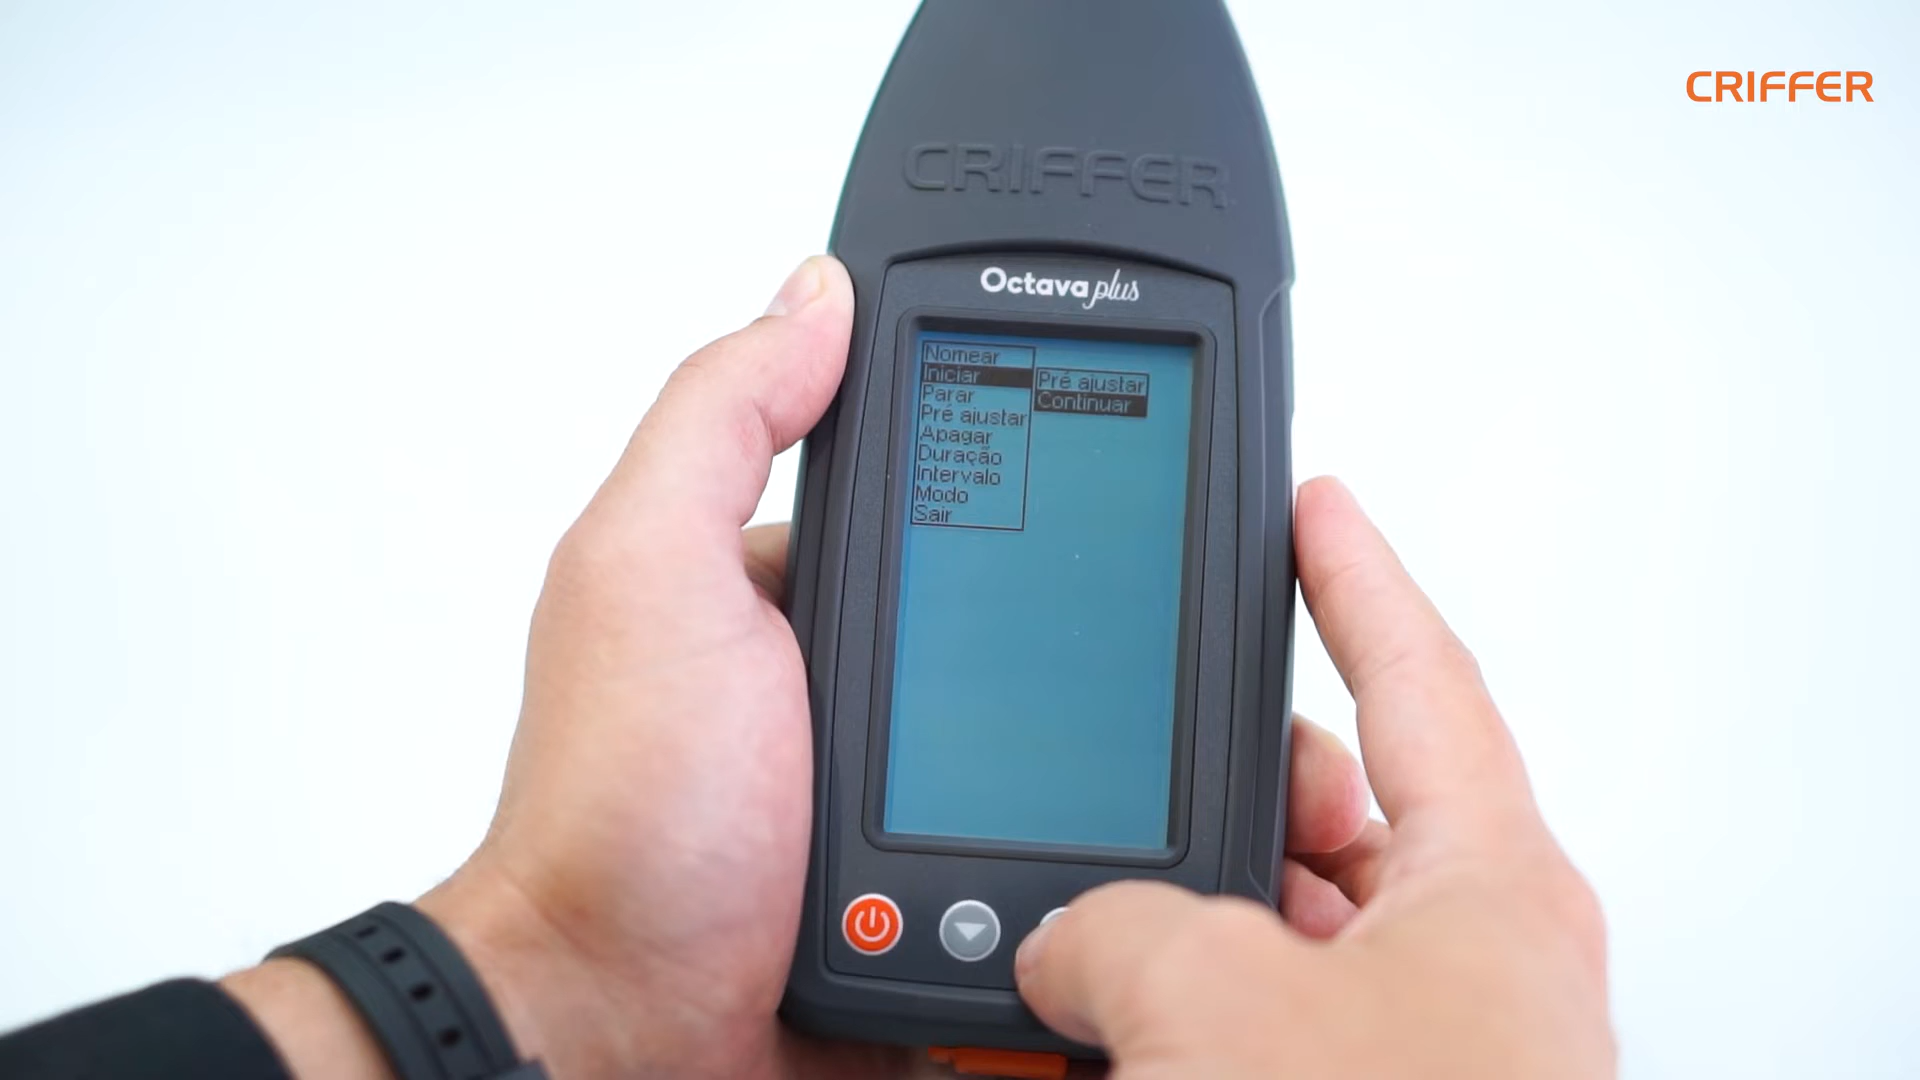 CRIFFER
CRIFFER
Octava plus
Nomear
Iniciar
Parar
Pré ajustar
Apagar
Duração
Intervalo
Modo
Sair
Pré ajustar
Continuar